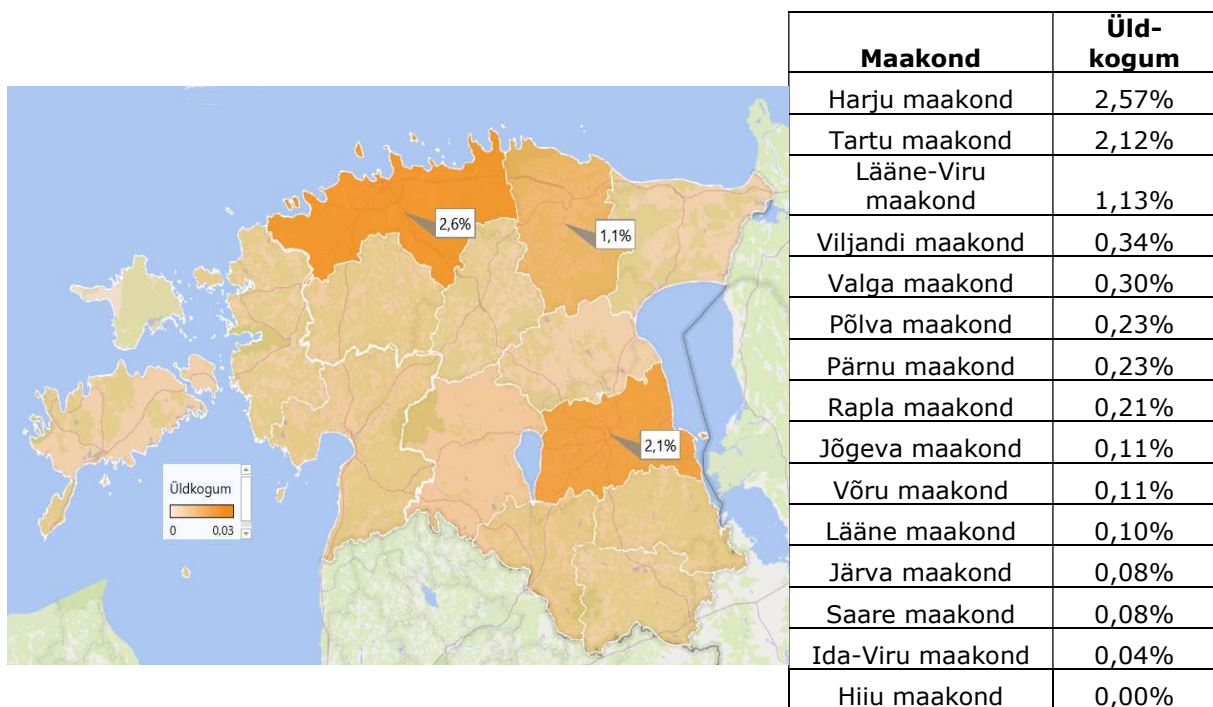 2,6%
1,1%
2,1%
Üldkogum
0 0,03
Maakond Üld-
kogum
Harju maakond 2,57%
Tartu maakond 2,12%
Lääne-Viru
maakond 1,13%
Viljandi maakond 0,34%
Valga maakond 0,30%
Põlva maakond 0,23%
Pärnu maakond 0,23%
Rapla maakond 0,21%
Jõgeva maakond 0,11%
Võru maakond 0,11%
Lääne maakond 0,10%
Järva maakond 0,08%
Saare maakond 0,08%
Ida-Viru maakond 0,04%
Hiiu maakond 0,00%